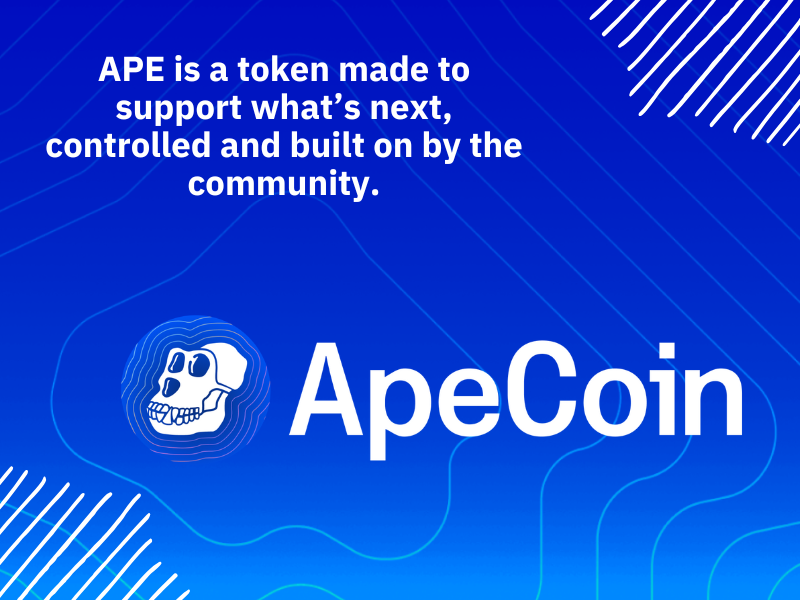 APE is a token made to
support what’s next,
controlled and built on by the
community.
ApeCoin